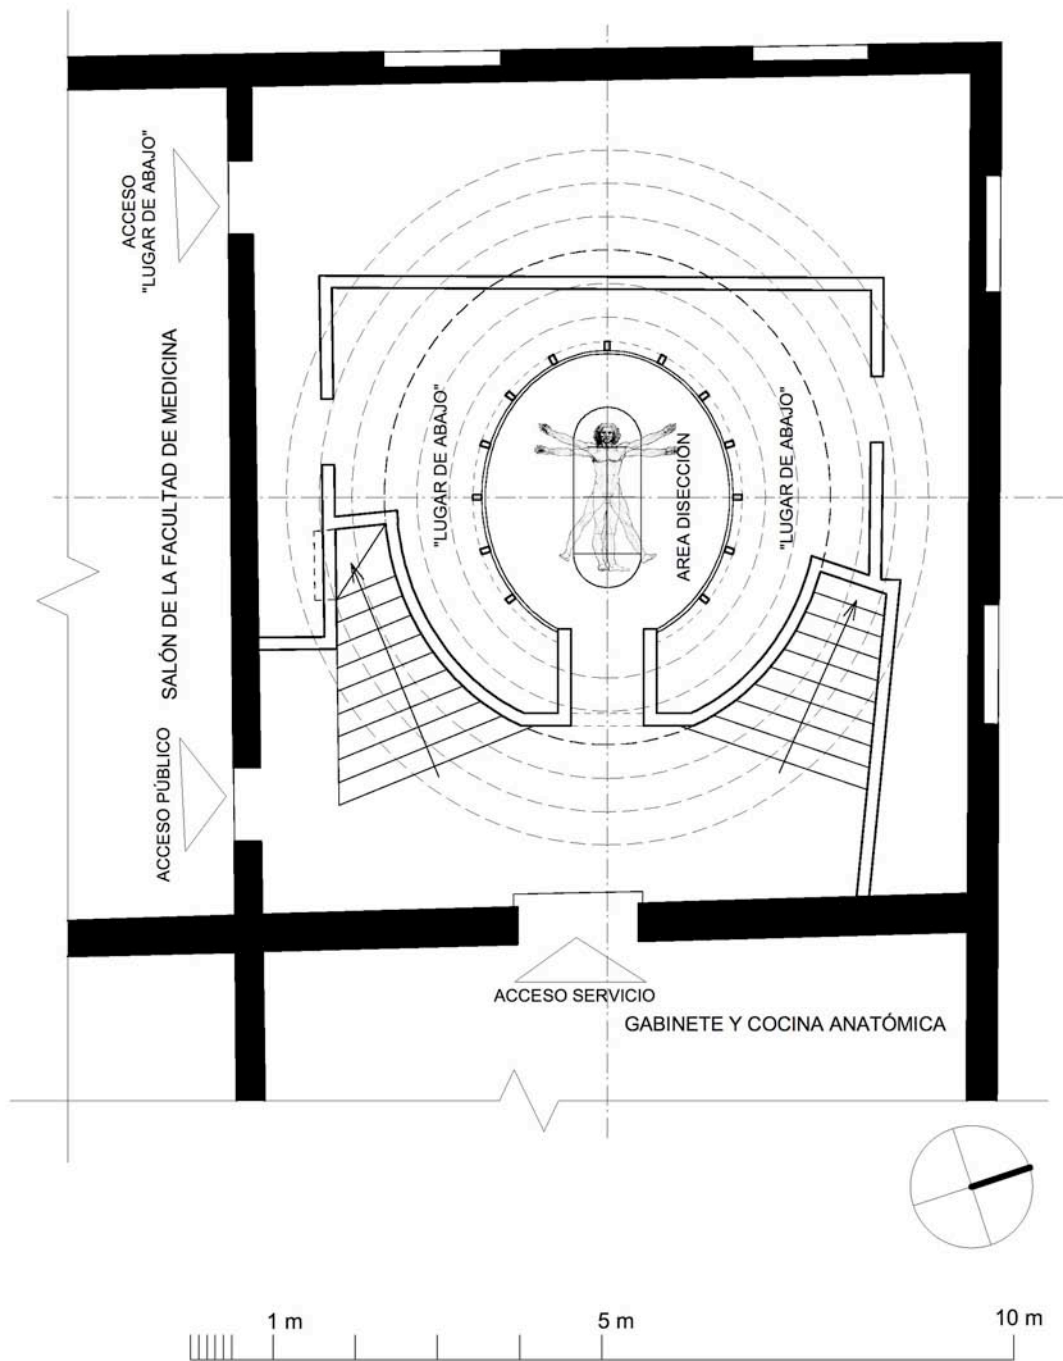 ACCESO
"LUGAR DE ABAJO"
SALÓN DE LA FACULTAD DE MEDICINA
ACCESO PÚBLICO
"LUGAR DE ABAJO"
AREA DISECCIÓN
"LUGAR DE ABAJO"
ACCESO SERVICIO
GABINETE Y COCINA ANATÓMICA
1 m
5 m
10 m